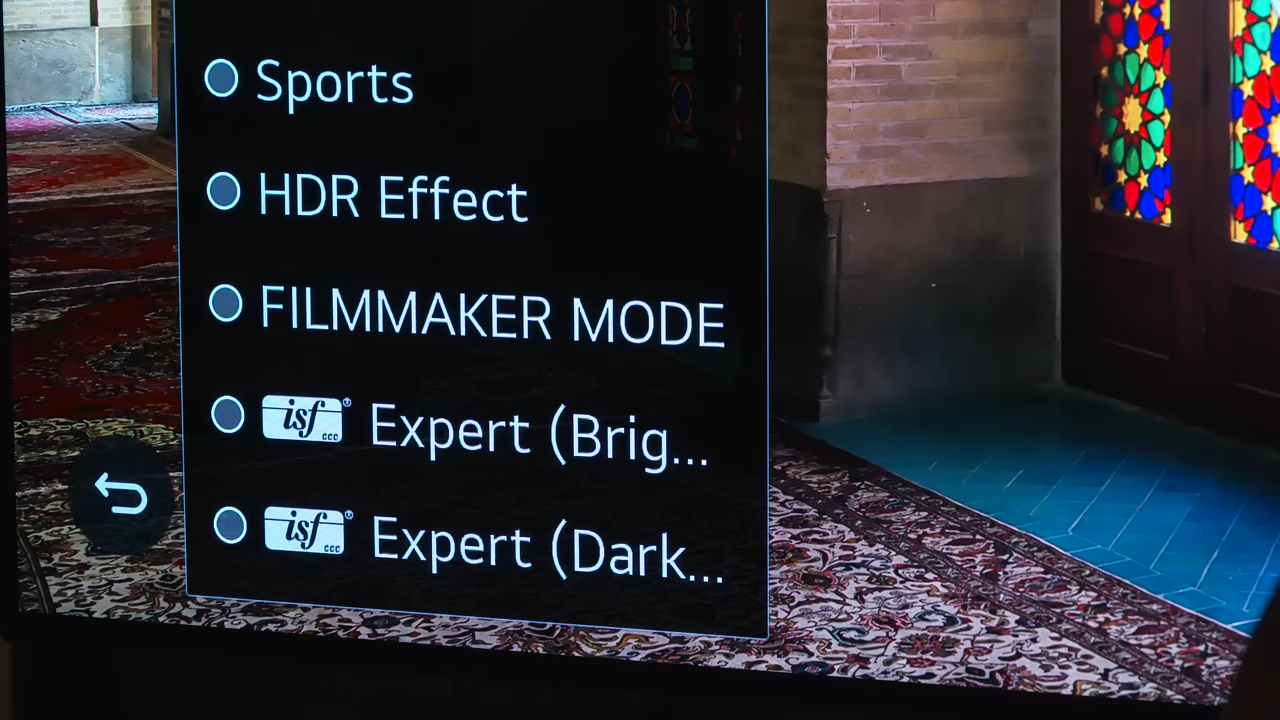 Sports
HDR Effect
FILMMAKER MODE
isf ccc ® Expert (Brig...
isf ccc ® Expert (Dark...